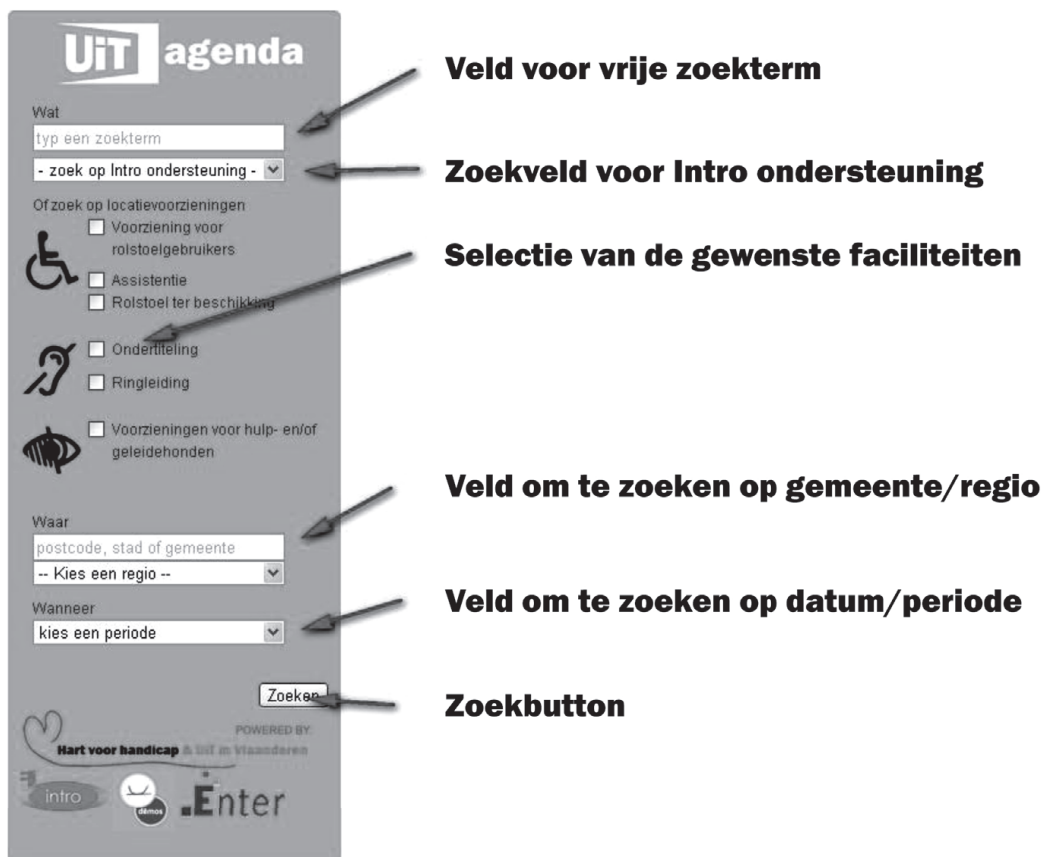 UiT agenda
Veld voor vrije zoekterm
Wat
typ een zoekterm
- zoek op Intro ondersteuning -
Zoekveld voor Intro ondersteuning
Of zoek op locatievoorzieningen
Voorziening voor
rolstoelgebruikers
Selectie van de gewenste faciliteiten
Assistentie
Rolstoel ter beschikking
Ondertiteling
Ringleiding
Voorzieningen voor hulp- en/of
geleidehonden
Veld om te zoeken op gemeente/regio
Waar
postcode, stad of gemeente
-- Kies een regio --
Veld om te zoeken op datum/periode
Wanneer
kies een periode
Zoeken
Zoekbutton
POWERED BY:
Hart voor handicap & UiT in Vlaanderen
intro
dēmos
.Enter